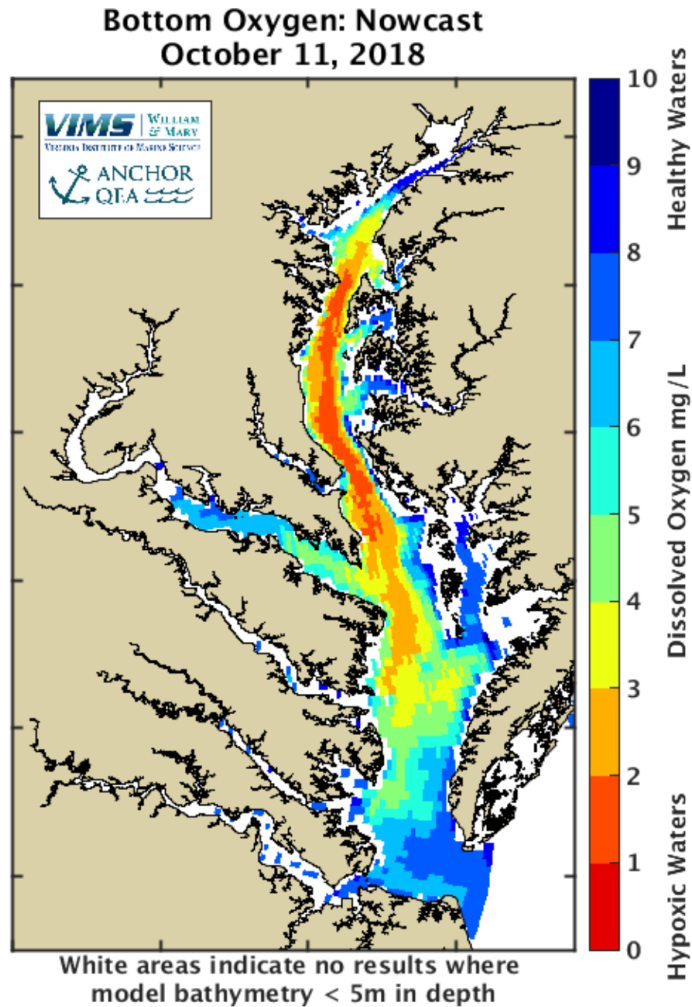 Bottom Oxygen: Nowcast
October 11, 2018
VIMS | WILLIAM & MARY
VIRGINIA INSTITUTE OF MARINE SCIENCE
ANCHOR
QEA
10
9
8
7
6
5
4
3
2
1
0
Healthy Waters
Dissolved Oxygen mg/L
Hypoxic Waters
White areas indicate no results where
model bathymetry < 5m in depth